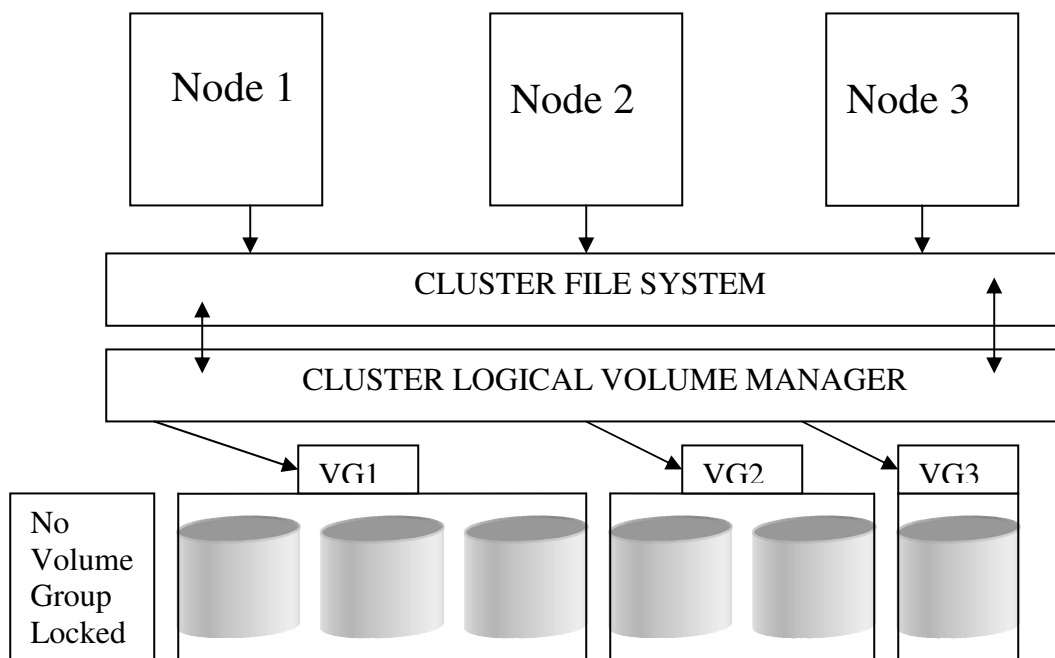 Node 1
Node 2
Node 3
CLUSTER FILE SYSTEM
CLUSTER LOGICAL VOLUME MANAGER
VG1
VG2
VG3
No
Volume
Group
Locked